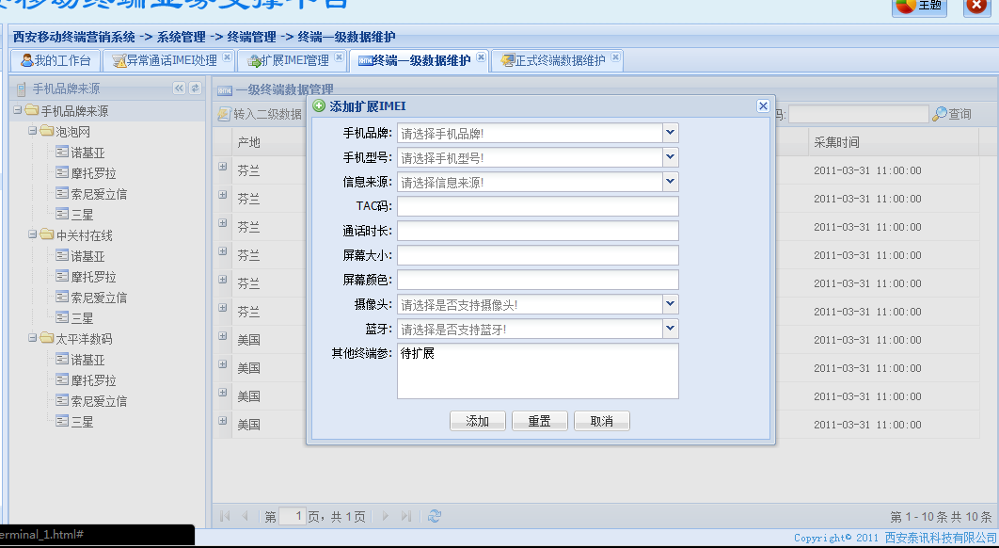 移动终端业务支撑平台
主题
西安移动终端营销系统 -> 系统管理 -> 终端管理 -> 终端一级数据维护
我的工作台 异常通话IMEI处理 扩展IMEI管理 终端一级数据维护 正式终端数据维护
手机品牌来源
手机品牌来源
泡泡网
诺基亚
摩托罗拉
索尼爱立信
三星
中关村在线
诺基亚
摩托罗拉
索尼爱立信
三星
太平洋数码
诺基亚
摩托罗拉
索尼爱立信
三星
一级终端数据管理
转入二级数据 码: 查询
产地 采集时间
芬兰 2011-03-31 11:00:00
芬兰 2011-03-31 11:00:00
芬兰 2011-03-31 11:00:00
芬兰 2011-03-31 11:00:00
芬兰 2011-03-31 11:00:00
芬兰 2011-03-31 11:00:00
美国 2011-03-31 11:00:00
美国 2011-03-31 11:00:00
美国 2011-03-31 11:00:00
美国 2011-03-31 11:00:00
添加扩展IMEI
手机品牌: 请选择手机品牌!
手机型号: 请选择手机型号!
信息来源: 请选择信息来源!
TAC码:
通话时长:
屏幕大小:
屏幕颜色:
摄像头: 请选择是否支持摄像头!
蓝牙: 请选择是否支持蓝牙!
其他终端参: 待扩展
添加 重置 取消
第 1 页，共 1 页 第 1 - 10 条 共 10 条
erminal_1.html#
Copyright© 2011 西安泰讯科技有限公司